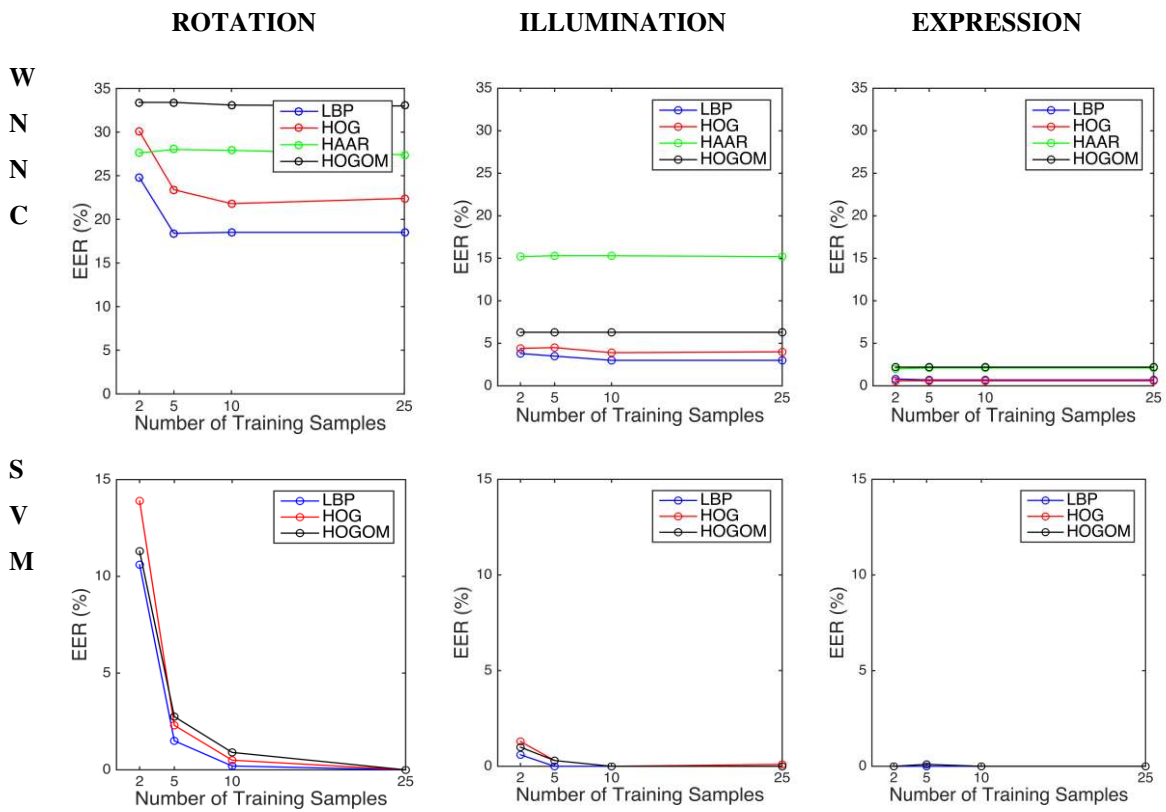 ROTATION ILLUMINATION EXPRESSION
W
N
N
C
35
30
25
20
15
10
5
0
EER (%)
2 5 10 25
Number of Training Samples
LBP
HOG
HAAR
HOGOM
35
30
25
20
15
10
5
0
EER (%)
2 5 10 25
Number of Training Samples
LBP
HOG
HAAR
HOGOM
35
30
25
20
15
10
5
0
EER (%)
2 5 10 25
Number of Training Samples
LBP
HOG
HAAR
HOGOM
S
V
M
15
10
5
0
EER (%)
2 5 10 25
Number of Training Samples
LBP
HOG
HOGOM
15
10
5
0
EER (%)
2 5 10 25
Number of Training Samples
LBP
HOG
HOGOM
15
10
5
0
EER (%)
2 5 10 25
Number of Training Samples
LBP
HOG
HOGOM